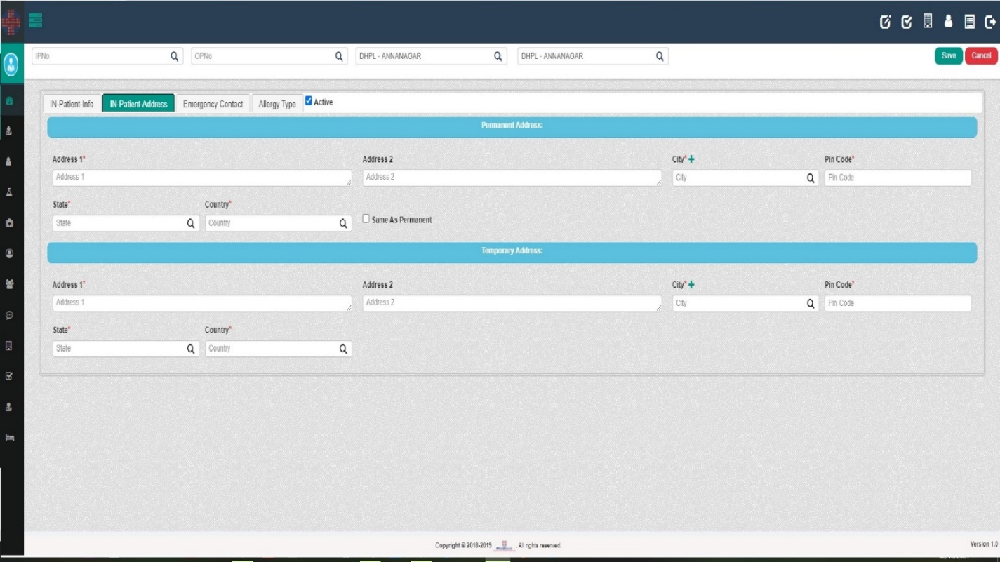 IPNo OPNo DHPL - ANNANAGAR DHPL - ANNANAGAR Save Cancel
IN-Patient-Info IN-Patient-Address Emergency Contact Allergy Type Active
Permanent Address:
Address 1* Address 2 City* + Pin Code*
Address 1 Address 2 City Pin Code
State* Country*
State Country Same As Permanent
Temporary Address:
Address 1* Address 2 City* + Pin Code*
Address 1 Address 2 City Pin Code
State* Country*
State Country
Copyright © 2018-2019 . All rights reserved. Version 1.0